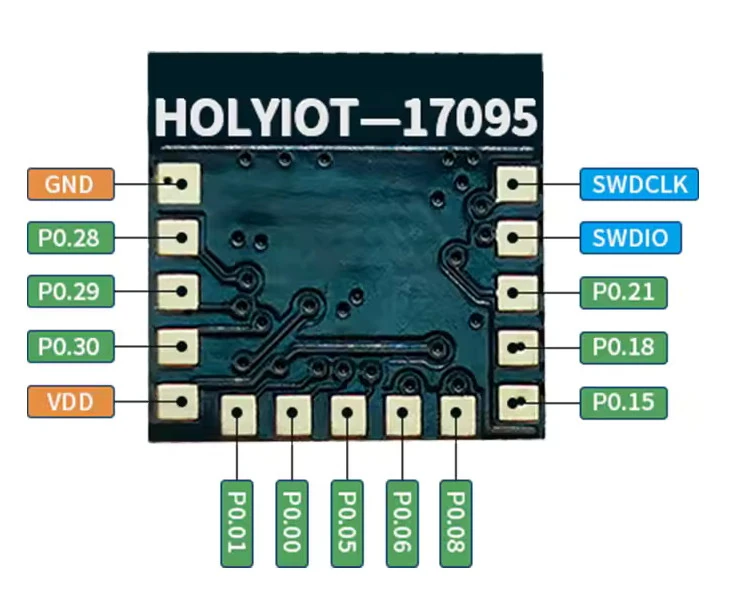 HOLYIOT—17095
GND
SWDCLK
P0.28
SWDIO
P0.29
P0.21
P0.30
P0.18
VDD
P0.15
P0.01
P0.00
P0.05
P0.06
P0.08